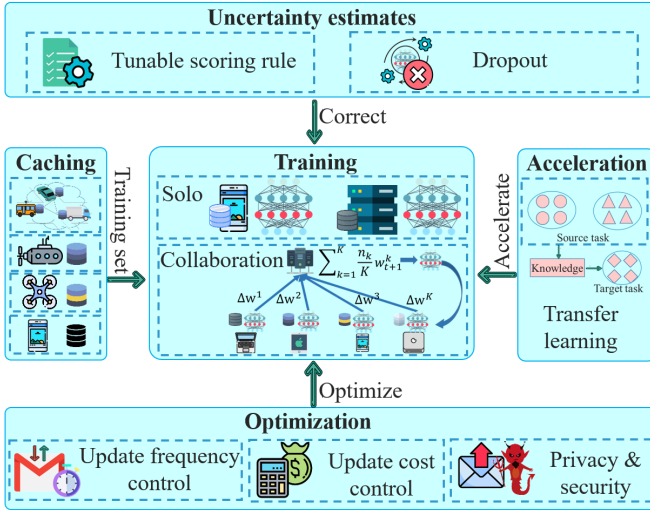 Uncertainty estimates
Tunable scoring rule
Dropout
Correct
Caching
Training set
Training
Solo
Collaboration
$\sum_{k=1}^{K} \frac{n_k}{K} w_{t+1}^{k}$
Δw¹
Δw²
Δw³
Δw^K
Accelerate
Acceleration
Source task
Knowledge
Target task
Transfer
learning
Optimize
Optimization
Update frequency
control
Update cost
control
Privacy &
security